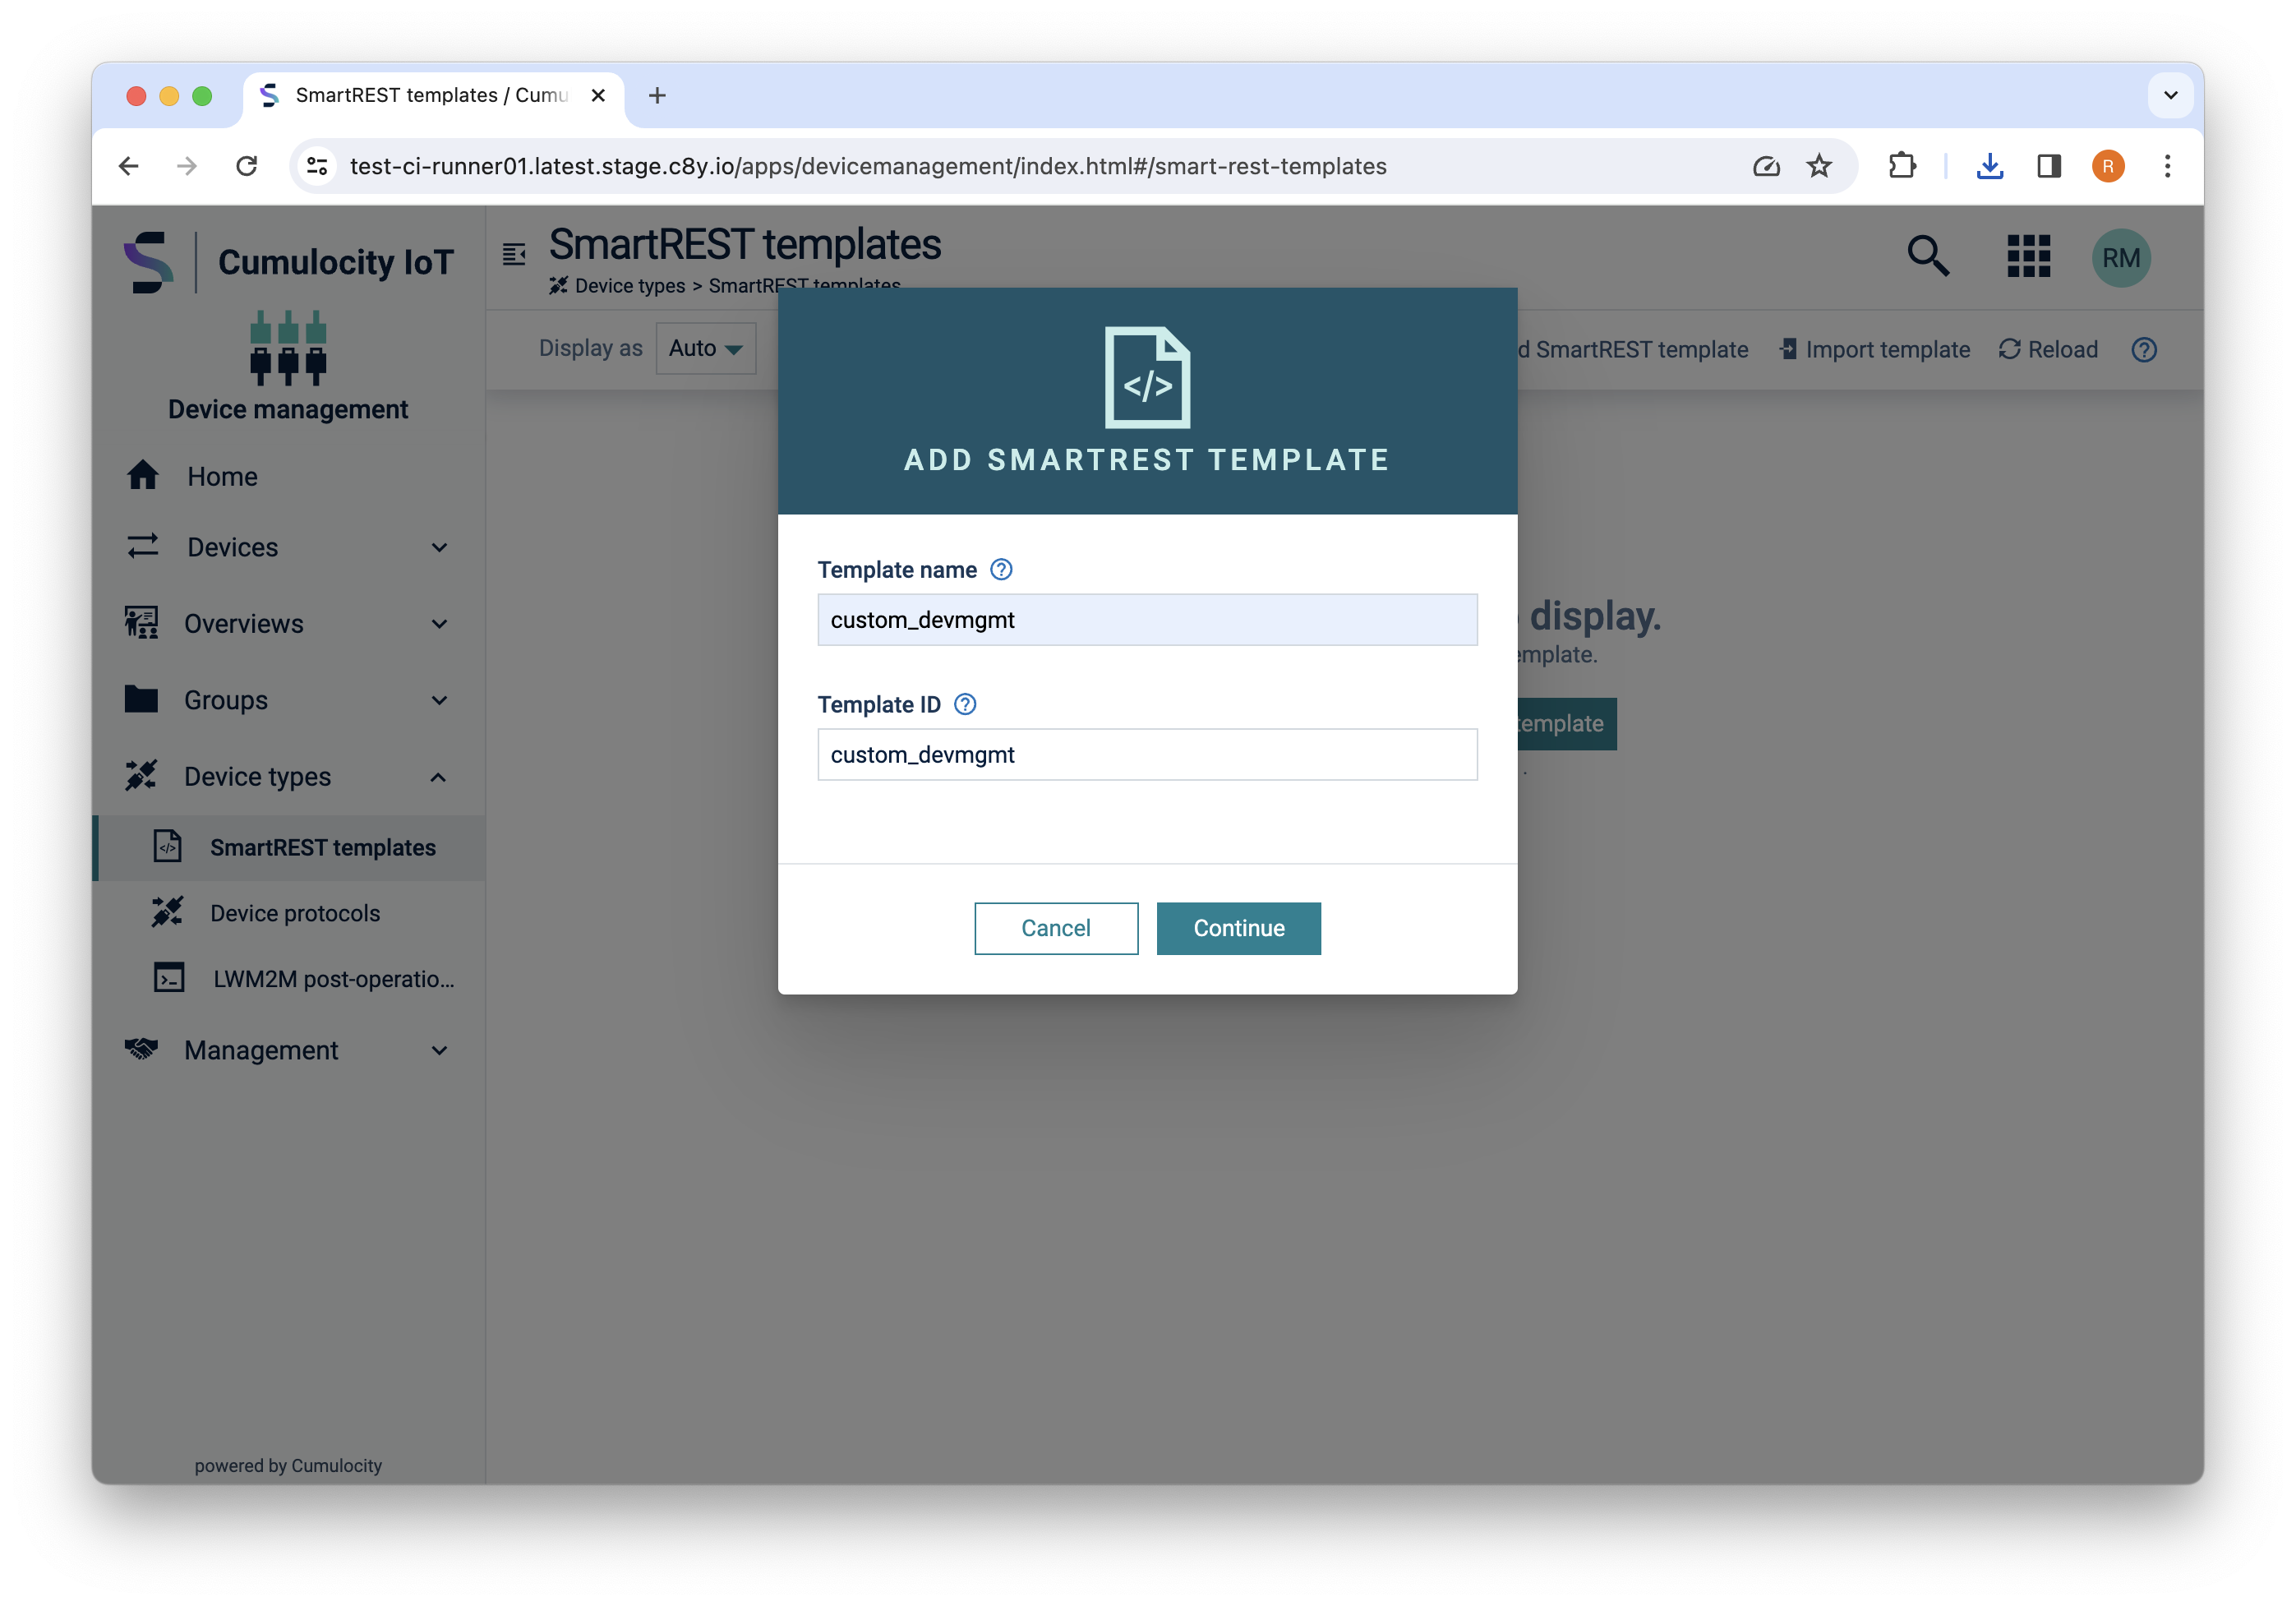 SmartREST templates / Cumu
test-ci-runner01.latest.stage.c8y.io/apps/devicemanagement/index.html#/smart-rest-templates
R
Cumulocity IoT
Device management
Home
Devices
Overviews
Groups
Device types
</>
SmartREST templates
Device protocols
LWM2M post-operatio...
Management
powered by Cumulocity
SmartREST templates
Device types > SmartREST templates
RM
Display as Auto
d SmartREST template Import template Reload
</>
ADD SMARTREST TEMPLATE
Template name
custom_devmgmt
Template ID
custom_devmgmt
Cancel Continue
display.
emplate.
template